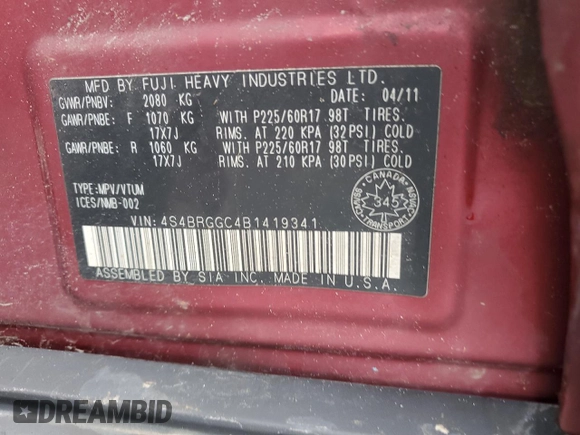 MFD BY FUJI HEAVY INDUSTRIES LTD.
GVWR/PNBV: 2080 KG DATE: 04/11
GAWR/PNBE: F 1070 KG WITH P225/60R17 98T TIRES.
17X7J RIMS. AT 220 KPA (32PSI) COLD
GAWR/PNBE: R 1060 KG WITH P225/60R17 98T TIRES.
17X7J RIMS. AT 210 KPA (30PSI) COLD
TYPE:MPV/VTUM
ICES/NMB-002
CANADA
345
TRANSPORT
VIN: 4S4BRGGC4B1419341
ASSEMBLED BY SIA INC. MADE IN U.S.A.
DREAMBID